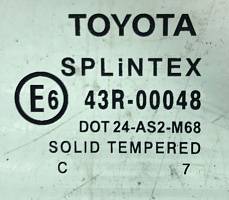 TOYOTA
SPLiNTEX
E6 43R-00048
DOT 24-AS2-M68
SOLID TEMPERED
C 7